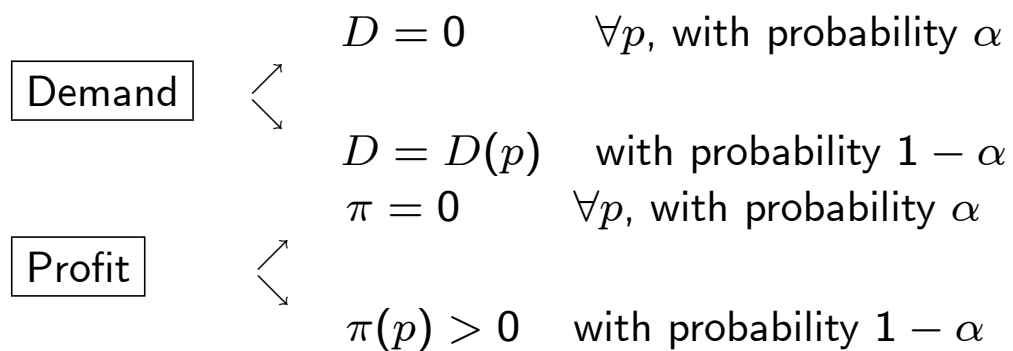 D = 0 ∀p, with probability α
Demand
D = D(p) with probability 1 − α
π = 0 ∀p, with probability α
Profit
π(p) > 0 with probability 1 − α